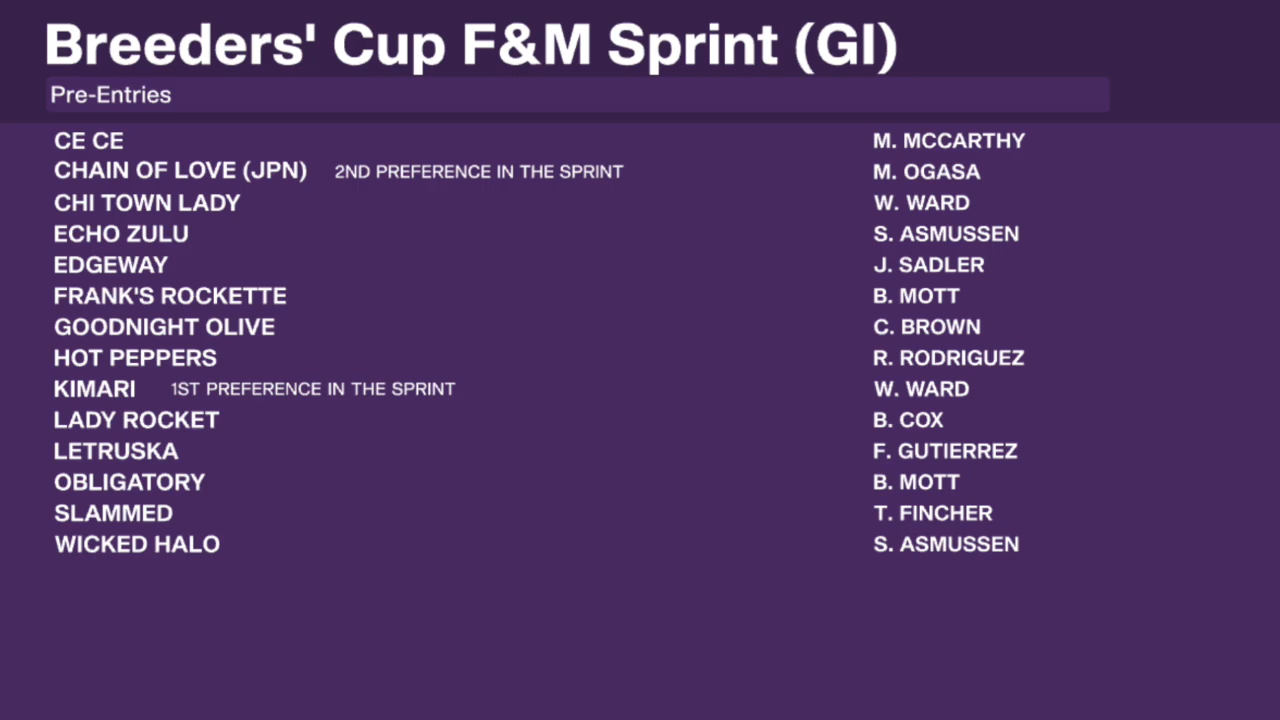 Breeders' Cup F&M Sprint (GI)
Pre-Entries
CE CE M. MCCARTHY
CHAIN OF LOVE (JPN) 2ND PREFERENCE IN THE SPRINT M. OGASA
CHI TOWN LADY W. WARD
ECHO ZULU S. ASMUSSEN
EDGEWAY J. SADLER
FRANK'S ROCKETTE B. MOTT
GOODNIGHT OLIVE C. BROWN
HOT PEPPERS R. RODRIGUEZ
KIMARI 1ST PREFERENCE IN THE SPRINT W. WARD
LADY ROCKET B. COX
LETRUSKA F. GUTIERREZ
OBLIGATORY B. MOTT
SLAMMED T. FINCHER
WICKED HALO S. ASMUSSEN